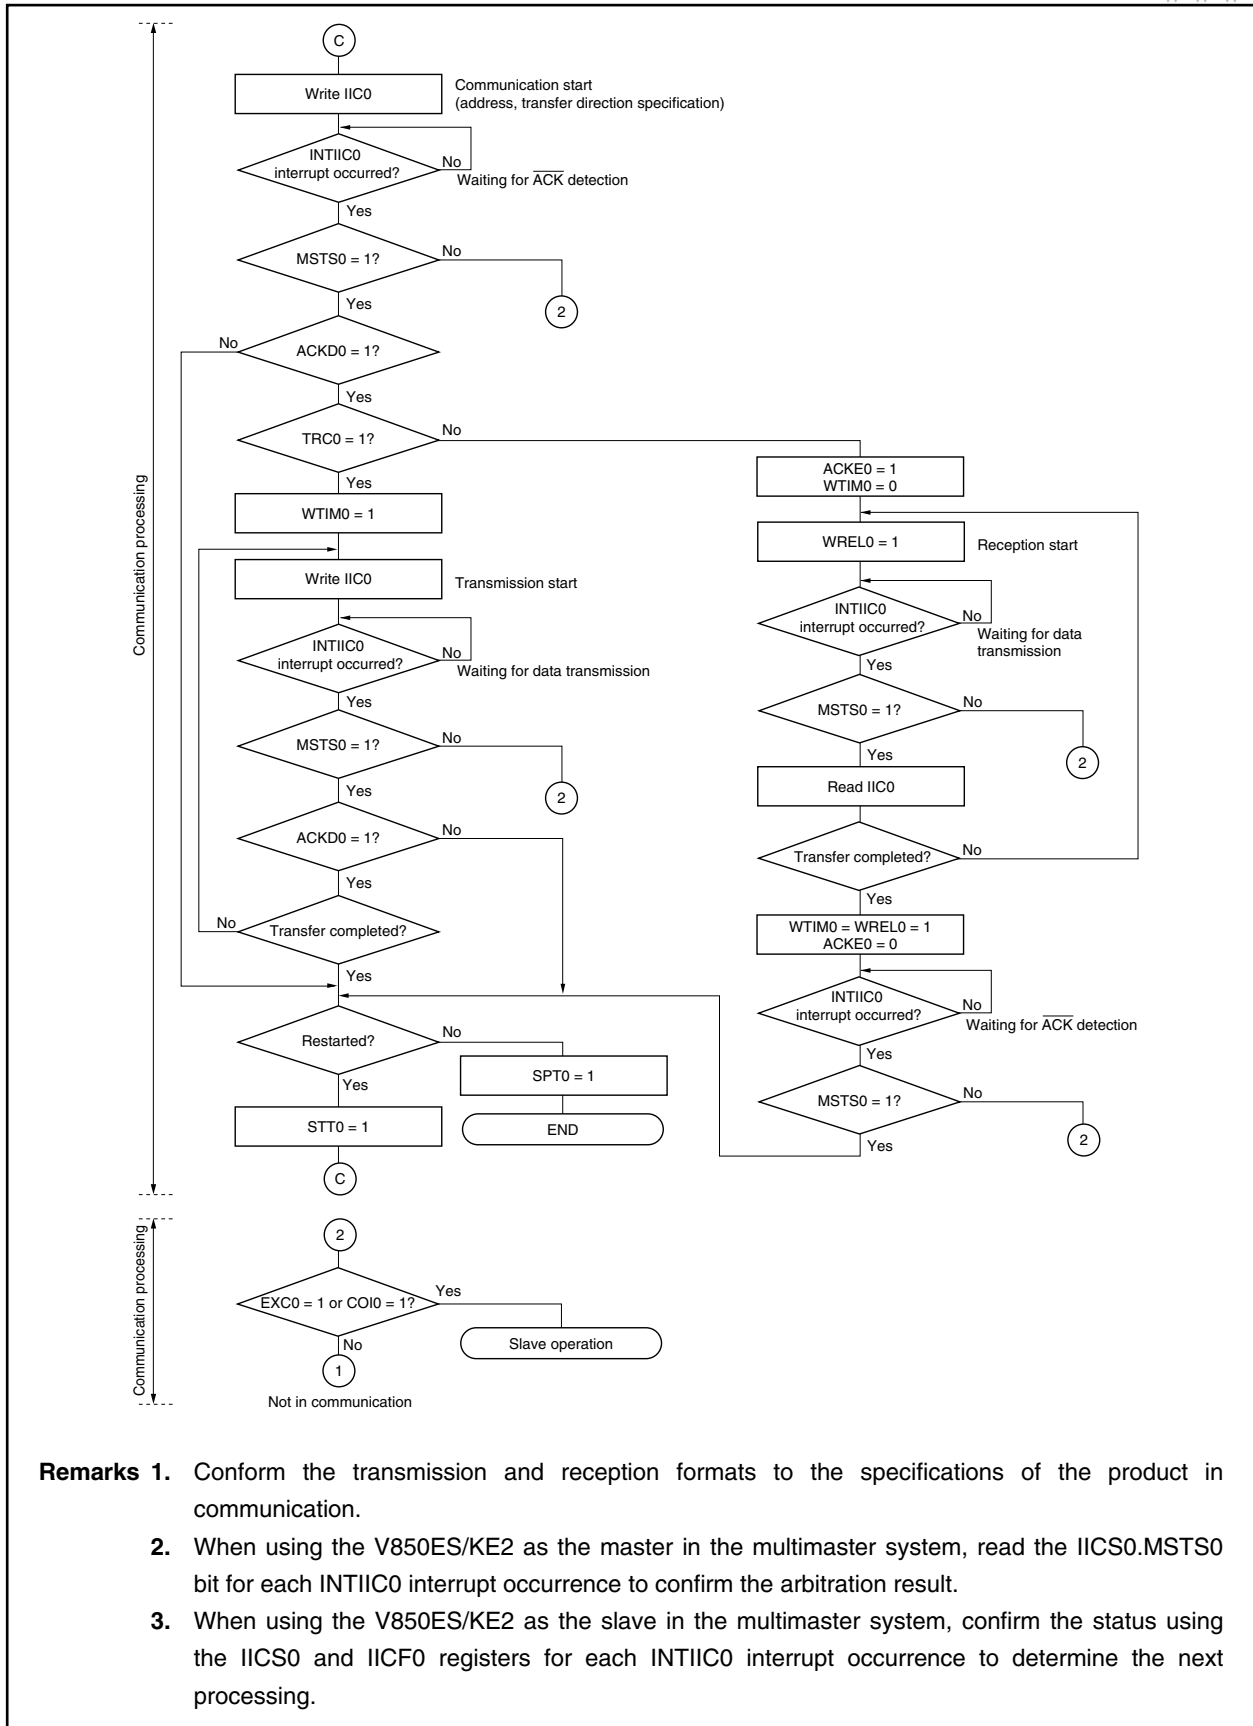 C
Write IIC0
Communication start
(address, transfer direction specification)
INTIIC0
interrupt occurred?
No
Waiting for ACK detection
Yes
MSTS0 = 1?
No
2
Yes
ACKD0 = 1?
No
Yes
TRC0 = 1?
No
Yes
WTIM0 = 1
Write IIC0
Transmission start
INTIIC0
interrupt occurred?
No
Waiting for data transmission
Yes
MSTS0 = 1?
No
2
Yes
ACKD0 = 1?
No
Yes
Transfer completed?
No
Yes
Restarted?
No
SPT0 = 1
END
Yes
STT0 = 1
C
ACKE0 = 1
WTIM0 = 0
WREL0 = 1
Reception start
INTIIC0
interrupt occurred?
No
Waiting for data
transmission
Yes
MSTS0 = 1?
No
2
Yes
Read IIC0
Transfer completed?
No
Yes
WTIM0 = WREL0 = 1
ACKE0 = 0
INTIIC0
interrupt occurred?
No
Waiting for ACK detection
Yes
MSTS0 = 1?
No
2
Yes
Communication processing
2
EXC0 = 1 or COI0 = 1?
Yes
Slave operation
No
1
Not in communication
Communication processing
Remarks 1. Conform the transmission and reception formats to the specifications of the product in
communication.
2. When using the V850ES/KE2 as the master in the multimaster system, read the IICS0.MSTS0
bit for each INTIIC0 interrupt occurrence to confirm the arbitration result.
3. When using the V850ES/KE2 as the slave in the multimaster system, confirm the status using
the IICS0 and IICF0 registers for each INTIIC0 interrupt occurrence to determine the next
processing.